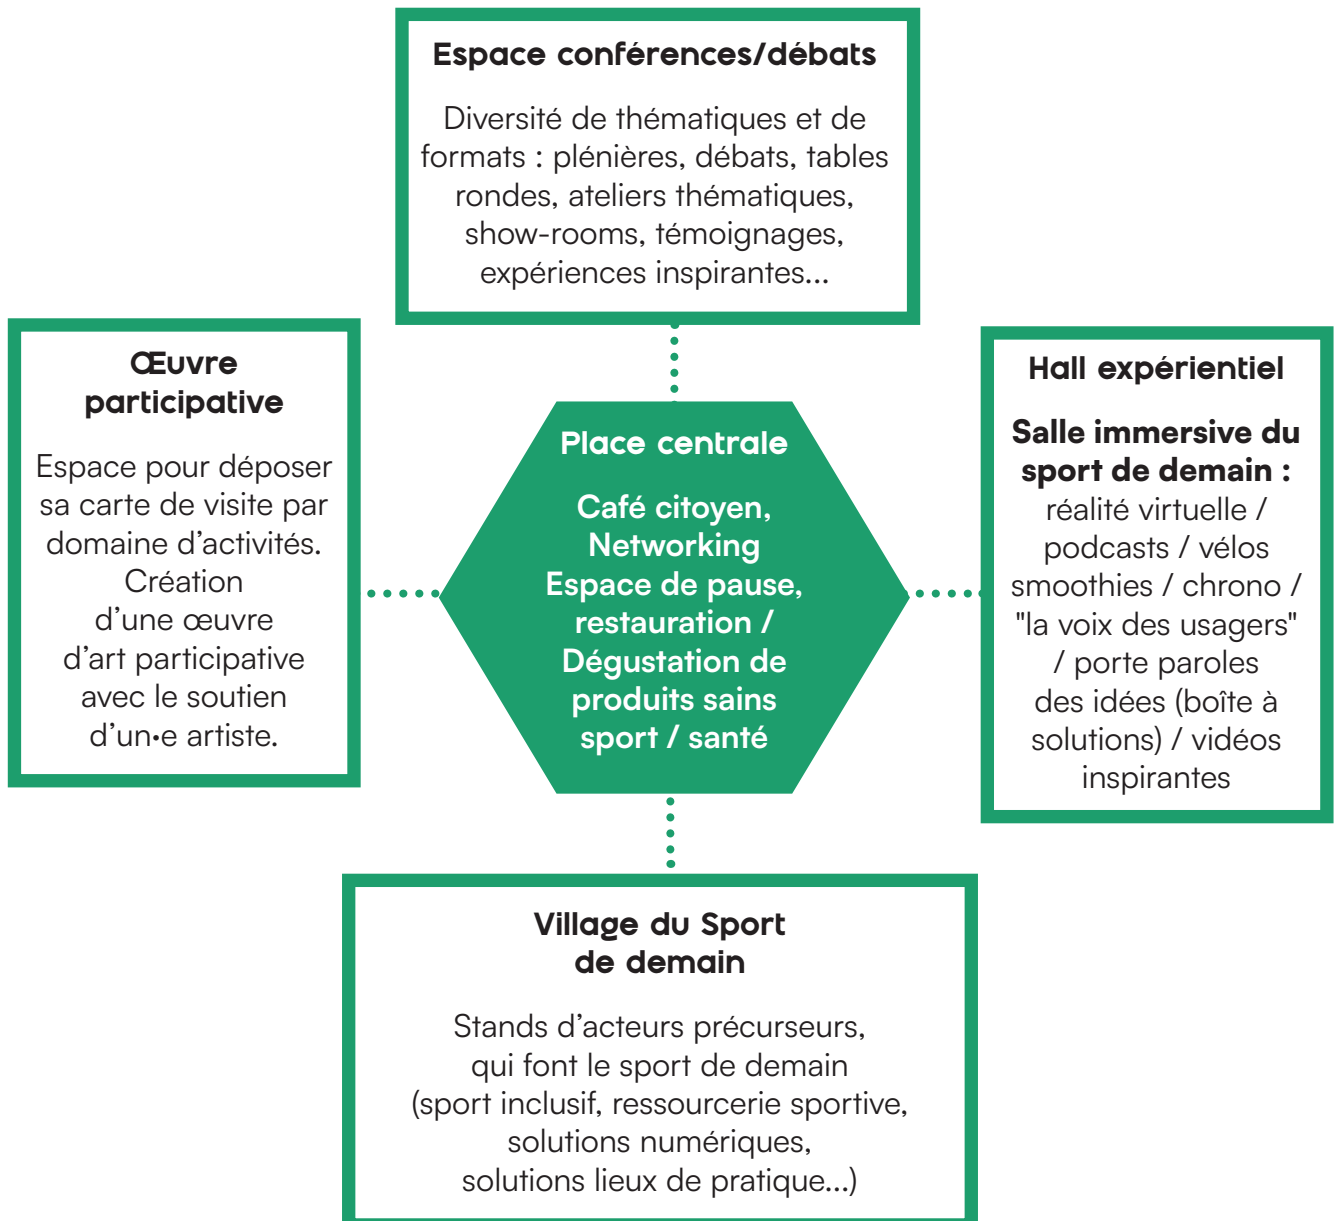 Espace conférences/débats
Diversité de thématiques et de
formats : plénières, débats, tables
rondes, ateliers thématiques,
show-rooms, témoignages,
expériences inspirantes...
Œuvre
participative
Espace pour déposer
sa carte de visite par
domaine d’activités.
Création
d’une œuvre
d’art participative
avec le soutien
d’un·e artiste.
Place centrale
Café citoyen,
Networking
Espace de pause,
restauration /
Dégustation de
produits sains
sport / santé
Hall expérientiel
Salle immersive du
sport de demain :
réalité virtuelle /
podcasts / vélos
smoothies / chrono /
"la voix des usagers"
/ porte paroles
des idées (boîte à
solutions) / vidéos
inspirantes
Village du Sport
de demain
Stands d’acteurs précurseurs,
qui font le sport de demain
(sport inclusif, ressourcerie sportive,
solutions numériques,
solutions lieux de pratique...)